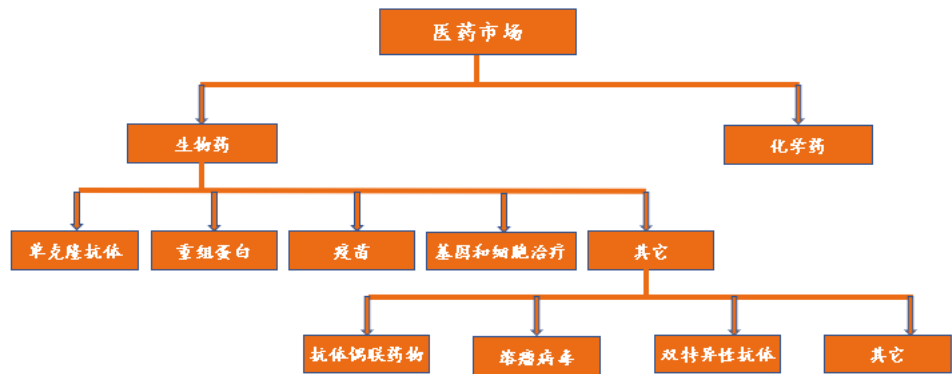 医药市场
生物药
化学药
单克隆抗体
重组蛋白
疫苗
基因和细胞治疗
其它
抗体偶联药物
溶瘤病毒
双特异性抗体
其它